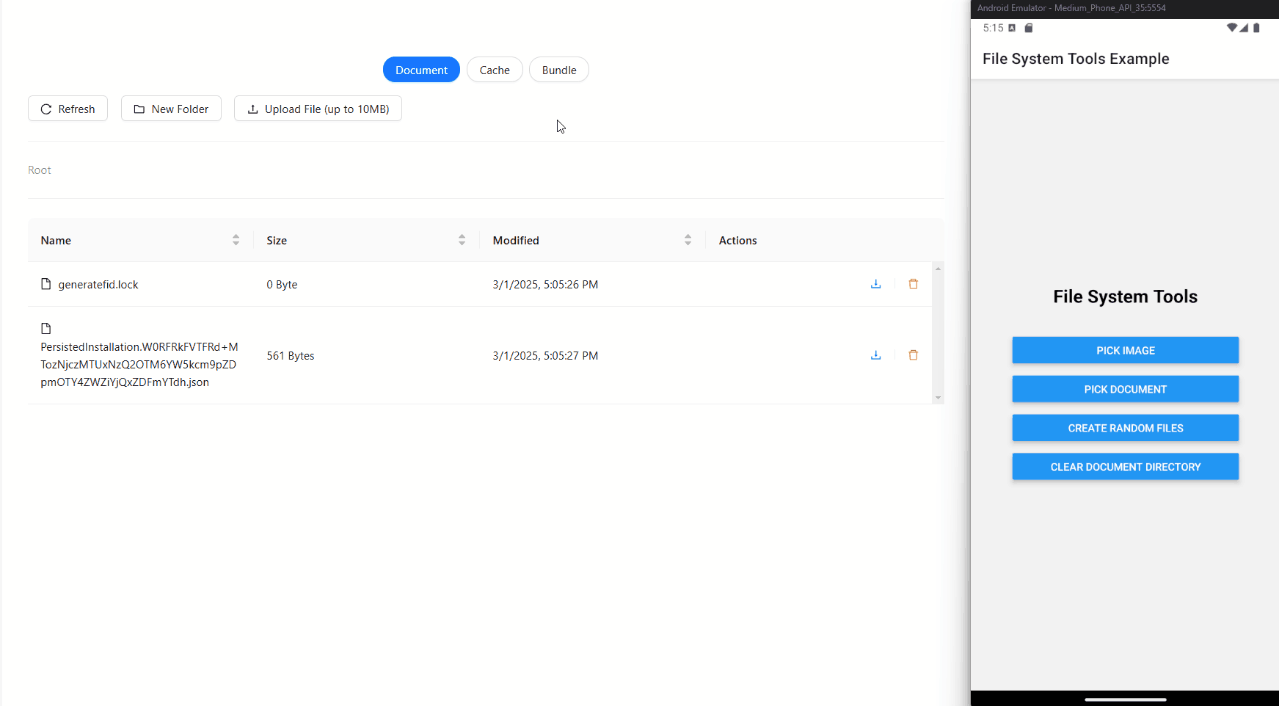 Document Cache Bundle
Refresh New Folder Upload File (up to 10MB)
Root
Name Size Modified Actions
generatefid.lock 0 Byte 3/1/2025, 5:05:26 PM
PersistedInstallation.W0RFRkFVTFRd+M
TozNjczMTUxNzQ2OTM6YW5kcm9pZD
pmOTY4ZWZiYjQxZDFmYTdh.json
561 Bytes 3/1/2025, 5:05:27 PM
Android Emulator - Medium_Phone_API_35:5554
5:15
File System Tools Example
File System Tools
PICK IMAGE
PICK DOCUMENT
CREATE RANDOM FILES
CLEAR DOCUMENT DIRECTORY